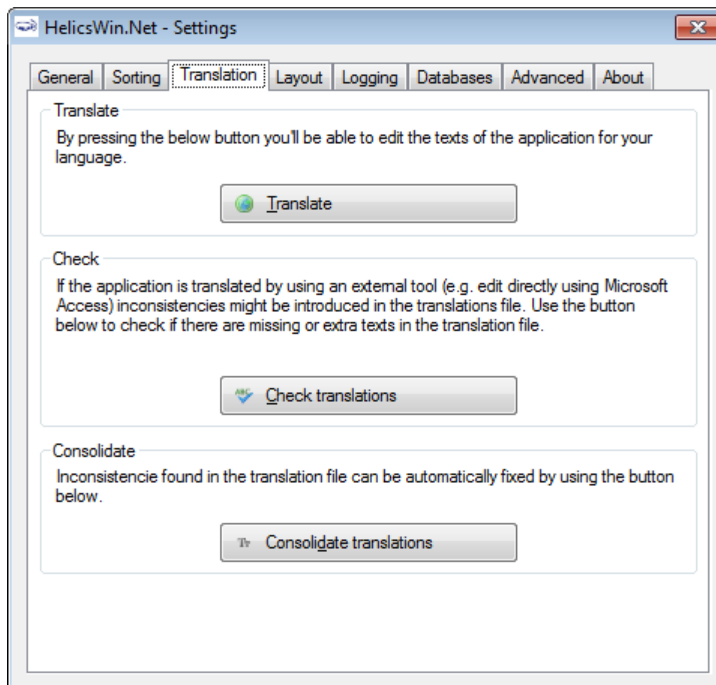 HelicsWin.Net - Settings
General Sorting Translation Layout Logging Databases Advanced About
Translate
By pressing the below button you'll be able to edit the texts of the application for your
language.
Translate
Check
If the application is translated by using an external tool (e.g. edit directly using Microsoft
Access) inconsistencies might be introduced in the translations file. Use the button
below to check if there are missing or extra texts in the translation file.
ABC
Check translations
Consolidate
Inconsistencie found in the translation file can be automatically fixed by using the button
below.
Tr Consolidate translations